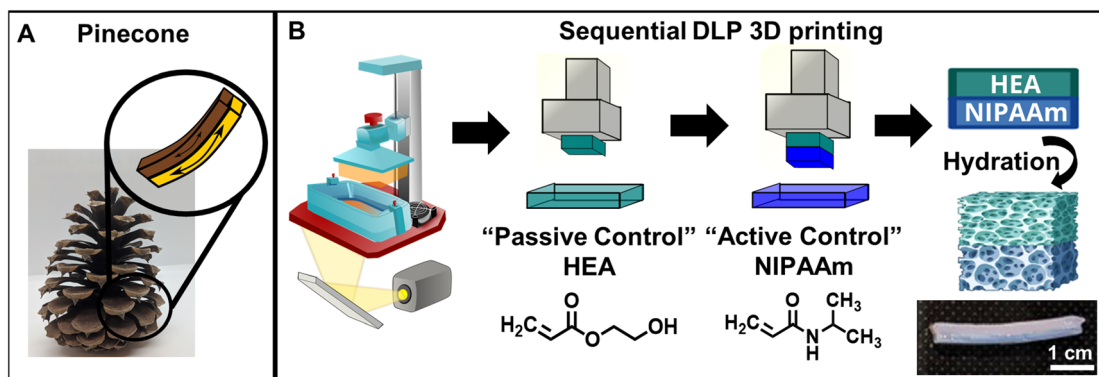 A
Pinecone
B
Sequential DLP 3D printing
HEA
NIPAAm
Hydration
“Passive Control”
HEA
“Active Control”
NIPAAm
H₂C
O
O
OH
H₂C
O
N
H
CH₃
CH₃
1 cm